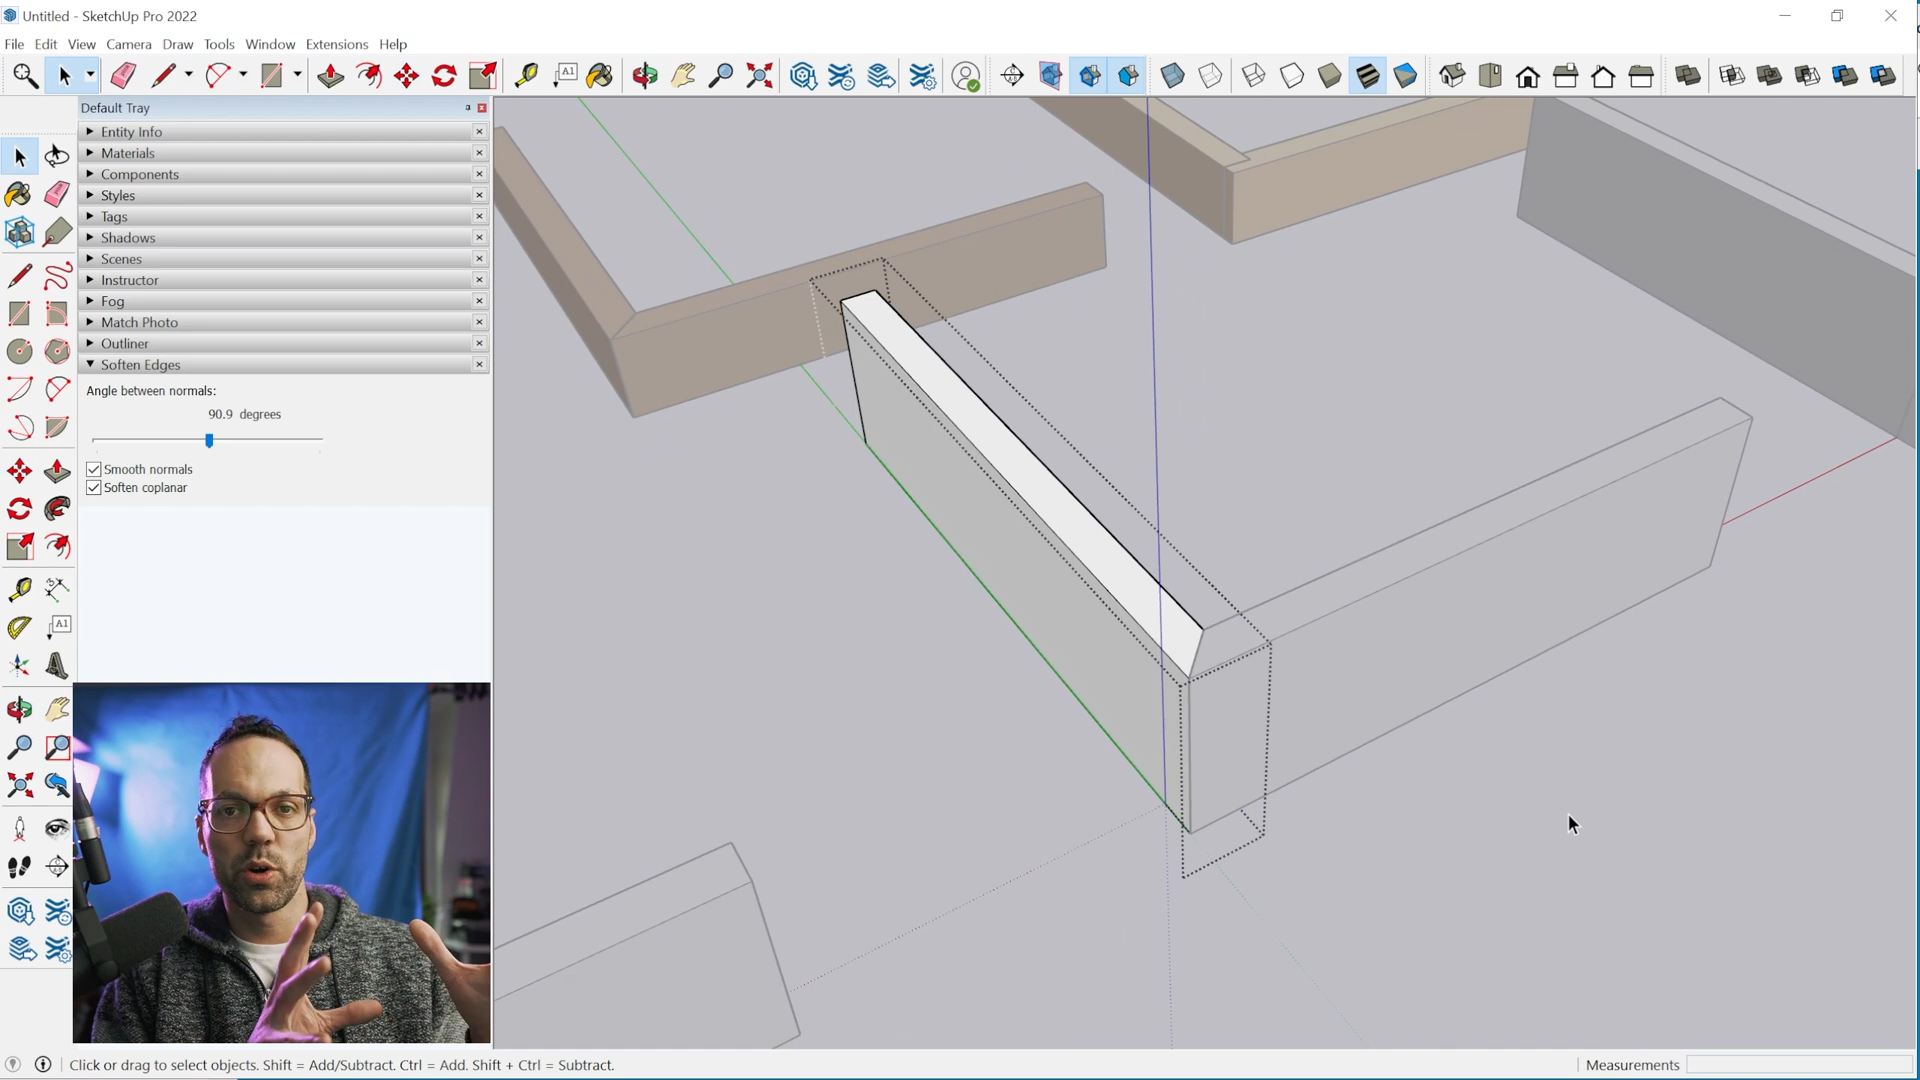 Untitled - SketchUp Pro 2022
File Edit View Camera Draw Tools Window Extensions Help
A1
Default Tray
Entity Info
Materials
Components
Styles
Tags
Shadows
Scenes
Instructor
Fog
Match Photo
Outliner
Soften Edges
Angle between normals:
90.9 degrees
Smooth normals
Soften coplanar
A1
Click or drag to select objects. Shift = Add/Subtract. Ctrl = Add. Shift + Ctrl = Subtract.
Measurements